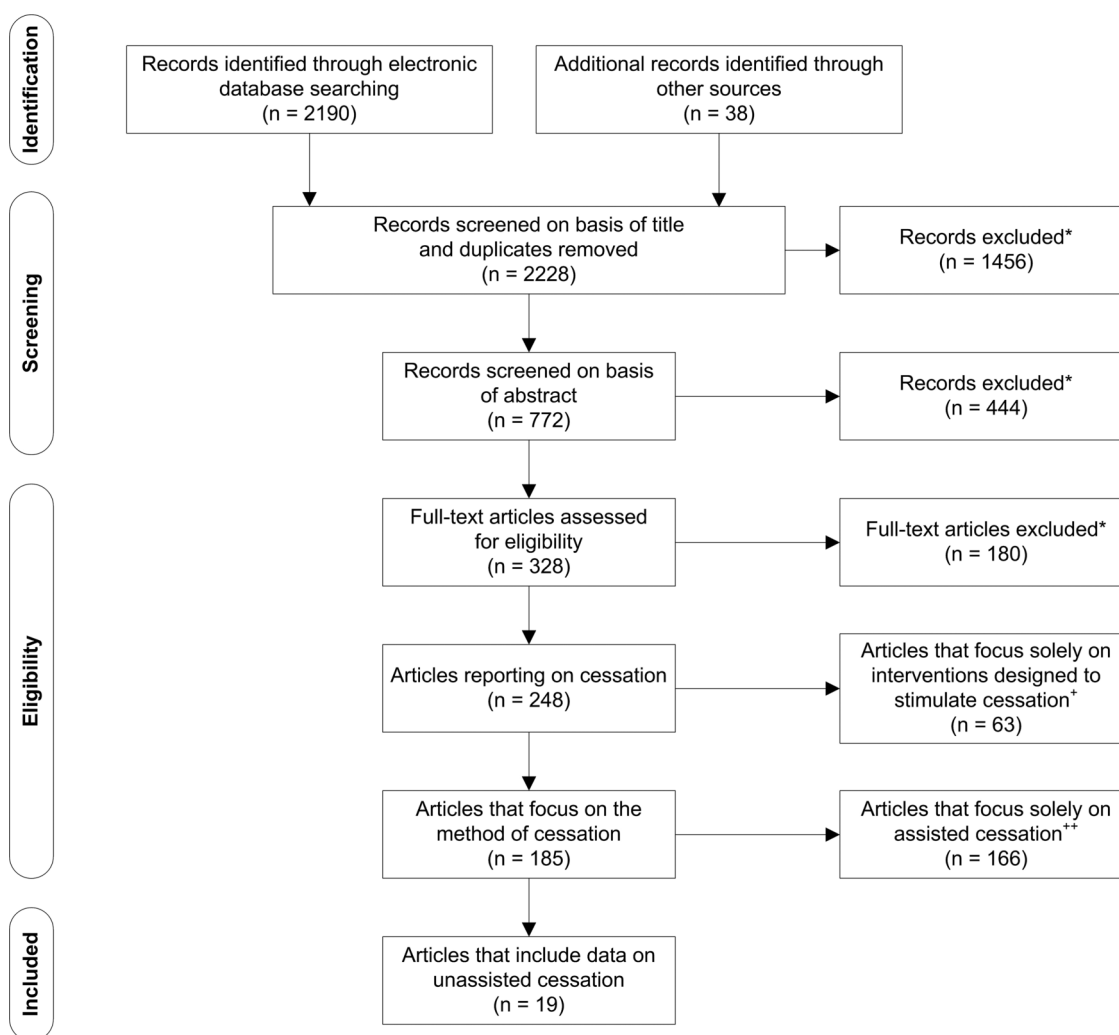 Identification
Records identified through electronic
database searching
(n = 2190)
Additional records identified through
other sources
(n = 38)
Screening
Records screened on basis of title
and duplicates removed
(n = 2228)
Records excluded*
(n = 1456)
Records screened on basis
of abstract
(n = 772)
Records excluded*
(n = 444)
Eligibility
Full-text articles assessed
for eligibility
(n = 328)
Full-text articles excluded*
(n = 180)
Articles reporting on cessation
(n = 248)
Articles that focus solely on
interventions designed to
stimulate cessation+
(n = 63)
Articles that focus on the
method of cessation
(n = 185)
Articles that focus solely on
assisted cessation++
(n = 166)
Included
Articles that include data on
unassisted cessation
(n = 19)